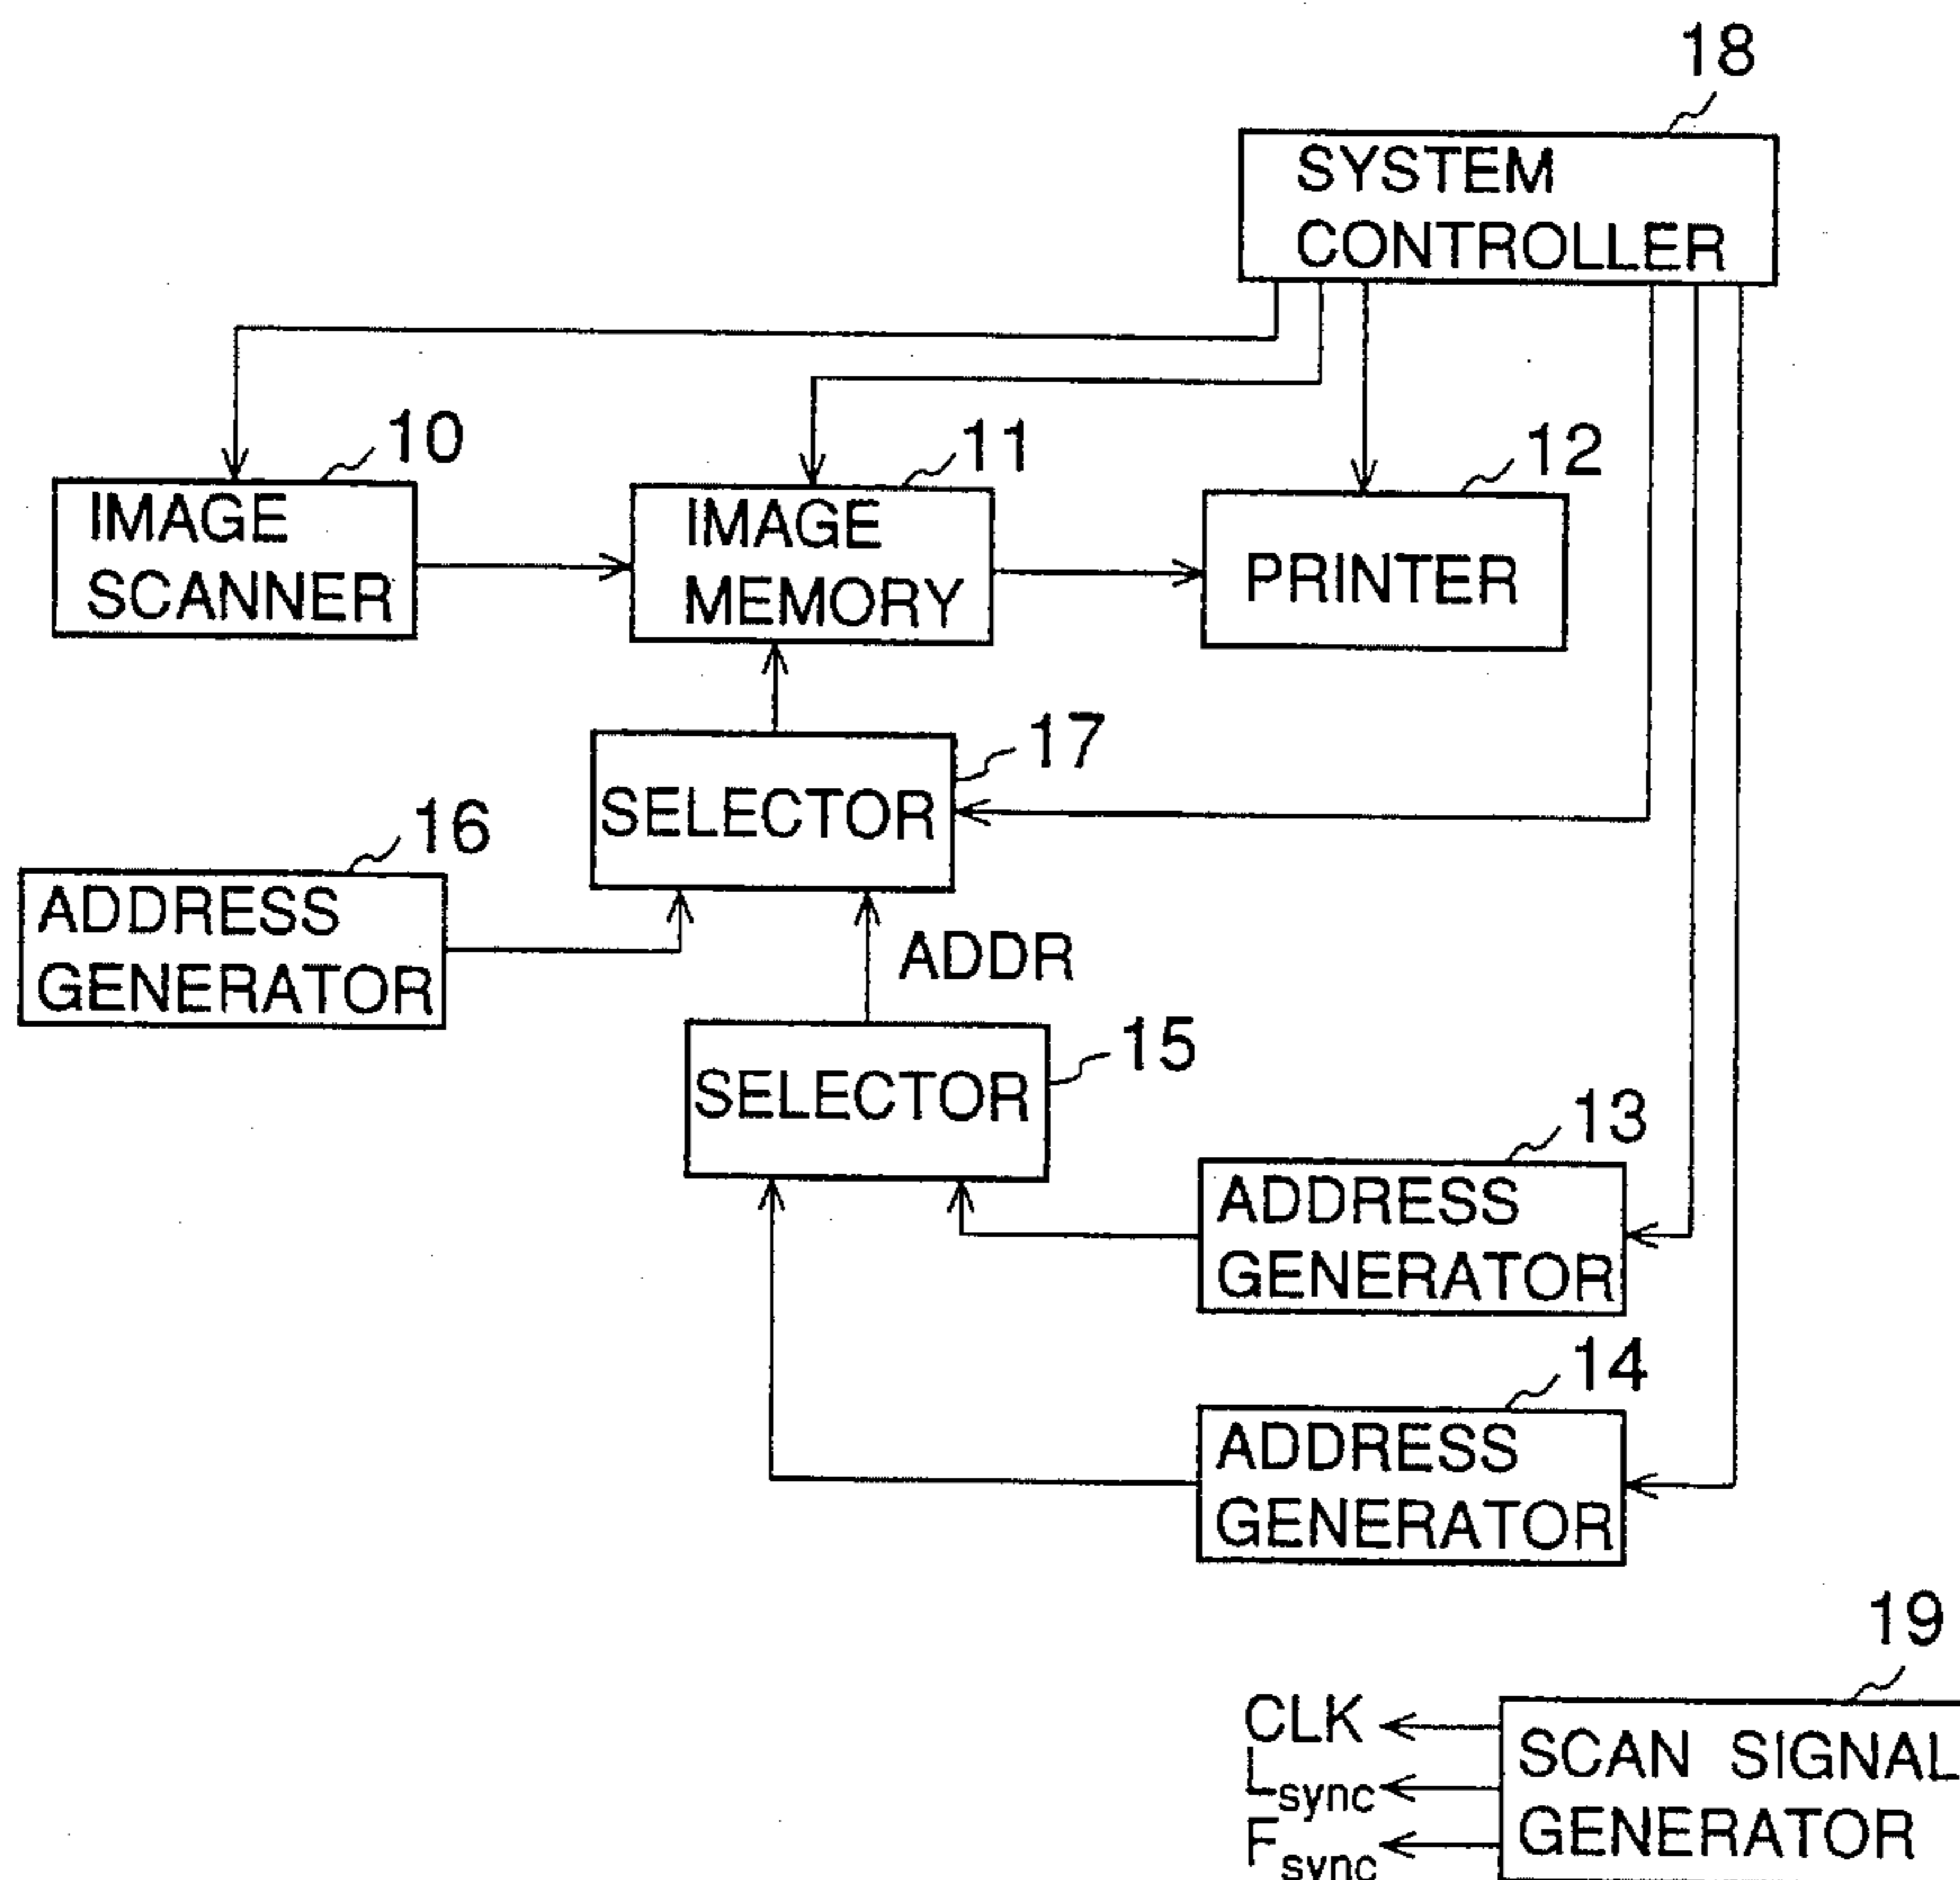 18
SYSTEM
CONTROLLER
10
IMAGE
SCANNER
11
IMAGE
MEMORY
12
PRINTER
17
SELECTOR
16
ADDRESS
GENERATOR
ADDR
15
SELECTOR
13
ADDRESS
GENERATOR
14
ADDRESS
GENERATOR
19
CLK
Lsync
Fsync
SCAN SIGNAL
GENERATOR